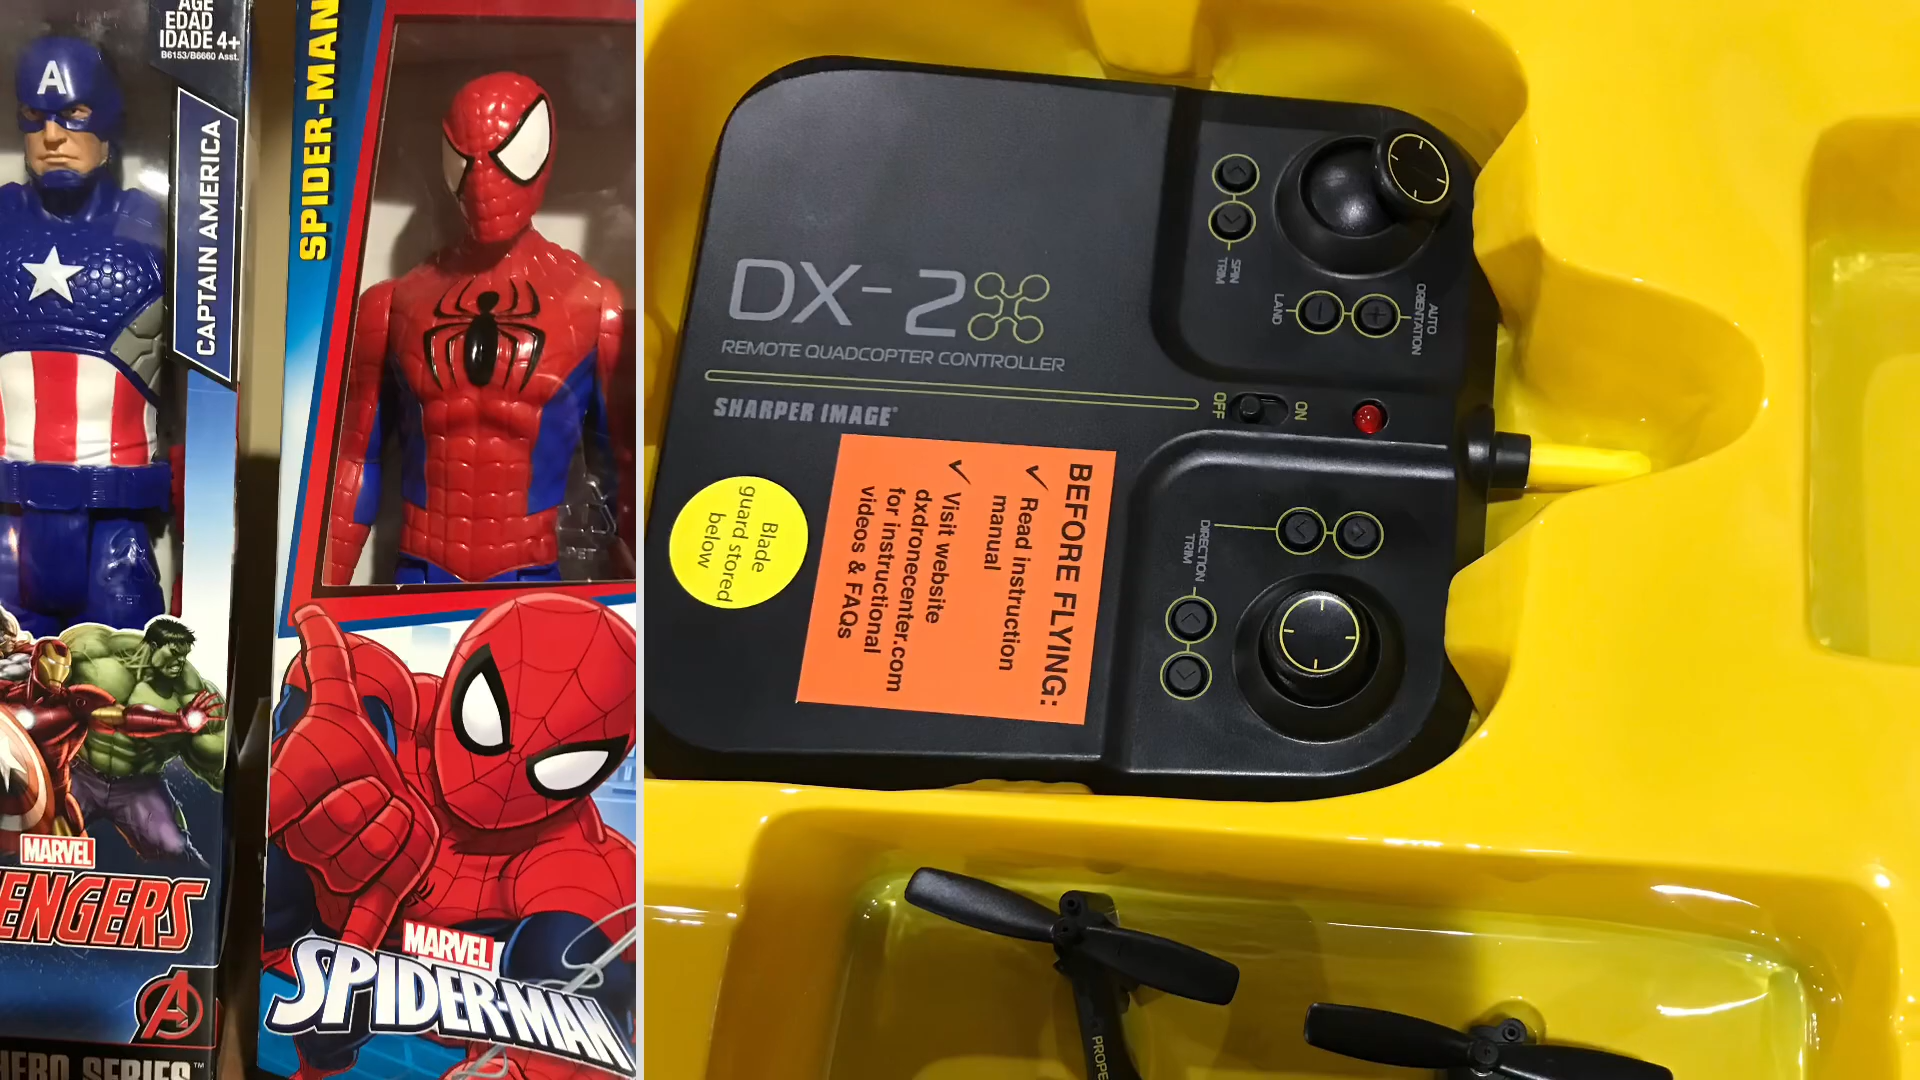 AGE
EDAD
IDADE 4+
B6153/B6660 Asst.
A
CAPTAIN AMERICA
MARVEL
ENGERS
A
HERO SERIES™
SPIDER-MAN
MARVEL
SPIDER-MAN
DX-2
REMOTE QUADCOPTER CONTROLLER
SHARPER IMAGE®
SPIN
TRIM
LAND
AUTO
ORIENTATION
OFF
ON
DIRECTION
TRIM
BEFORE FLYING:
✓ Read instruction
manual
✓ Visit website
dxdronecenter.com
for instructional
videos & FAQs
Blade
guard stored
below
PROPE